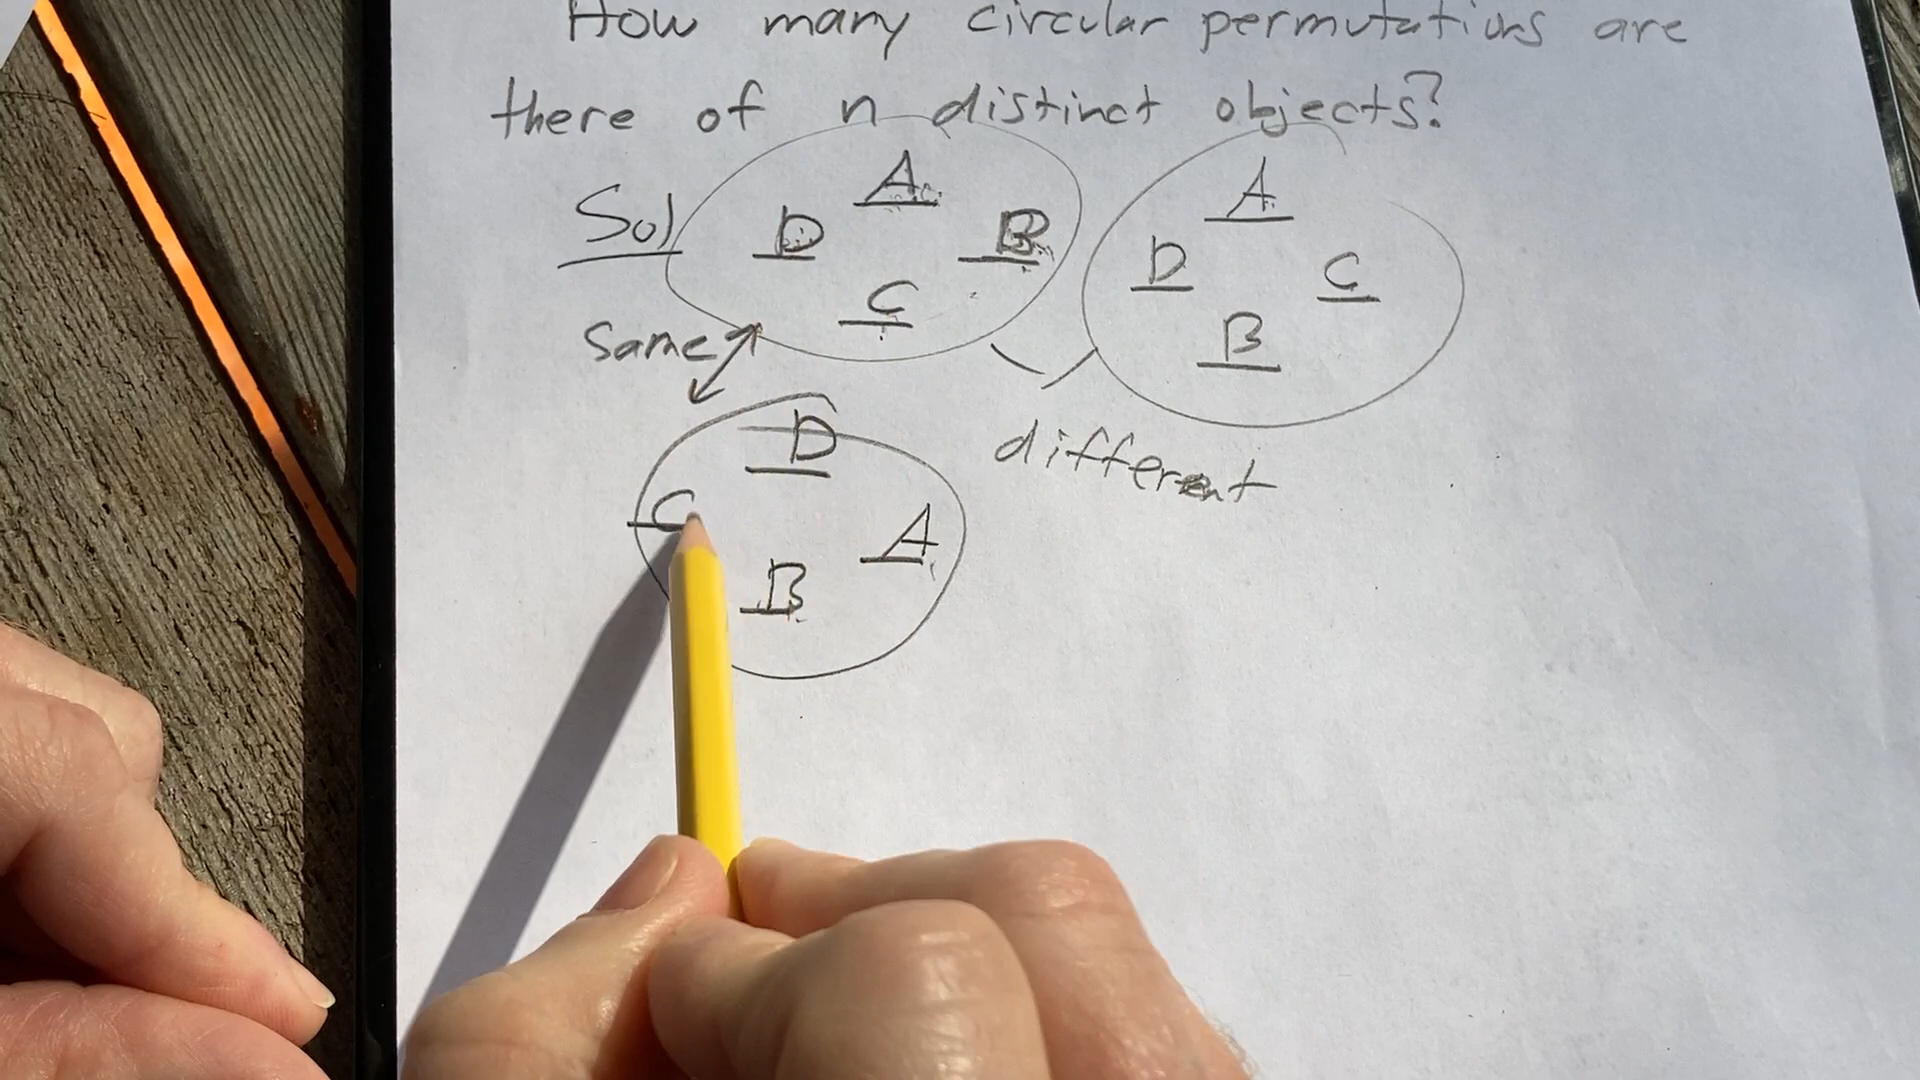 How many circular permutations are
there of n distinct objects?
Sol
A
D B
C
A
D C
B
Same
different
D
C A
B